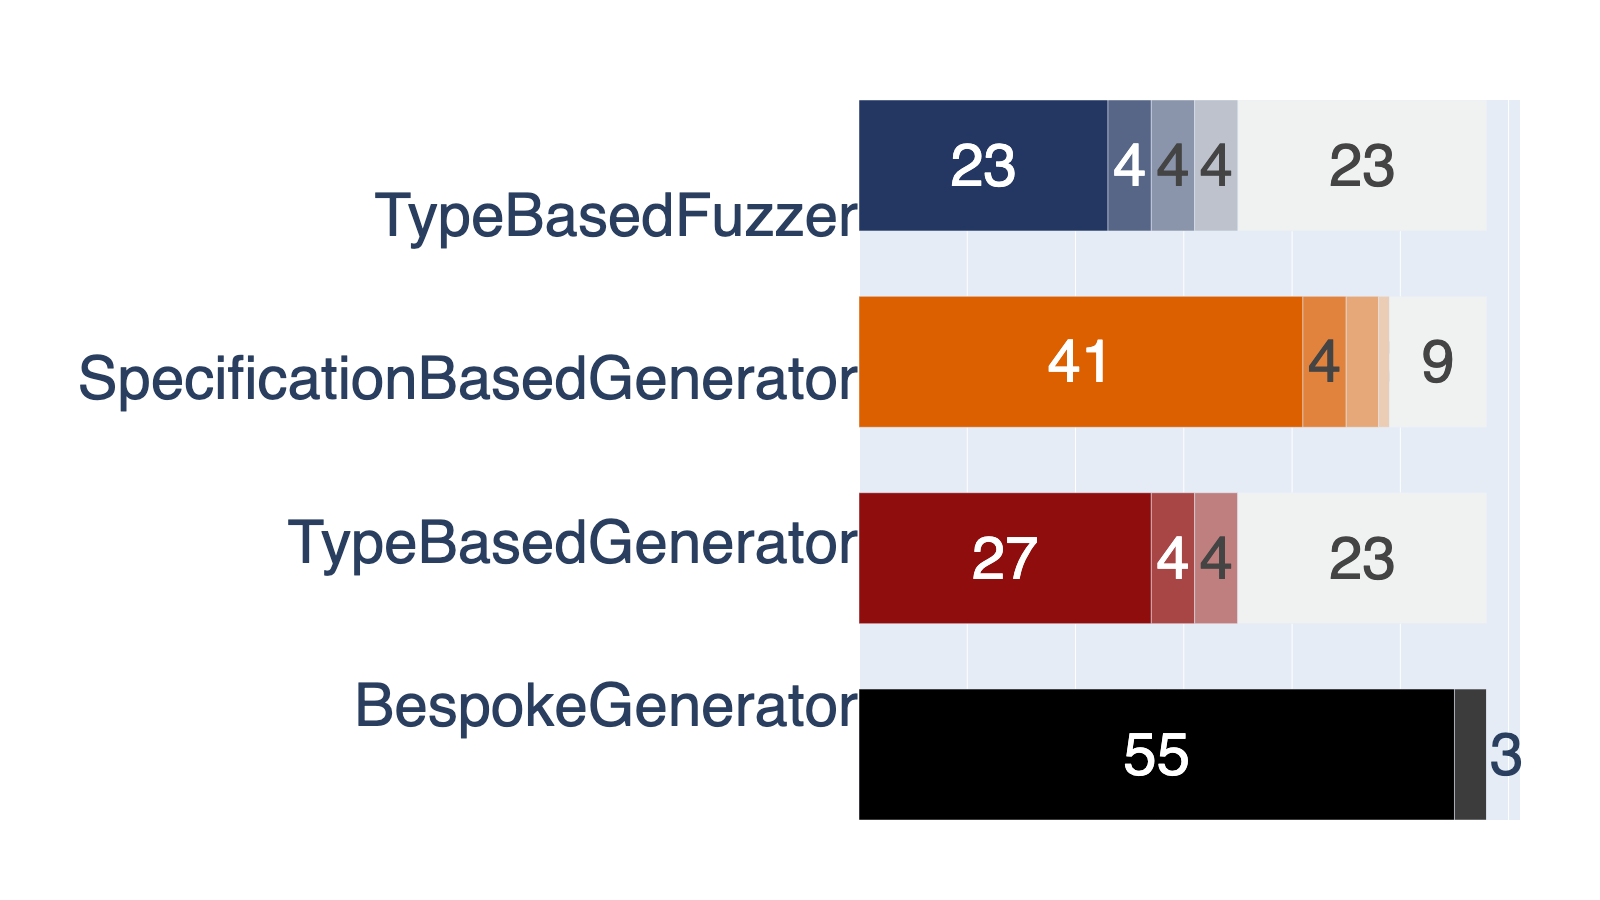 23 4 4 4 23
TypeBasedFuzzer
41 4 9
SpecificationBasedGenerator
27 4 4 23
TypeBasedGenerator
BespokeGenerator
55 3